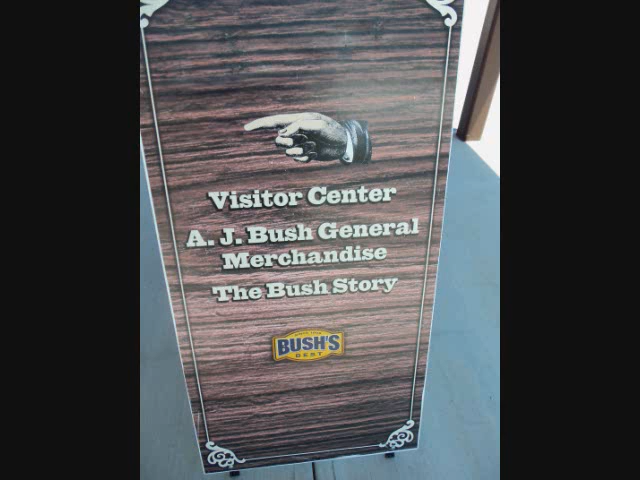 Visitor Center
A. J. Bush General
Merchandise
The Bush Story
BUSH'S
BEST